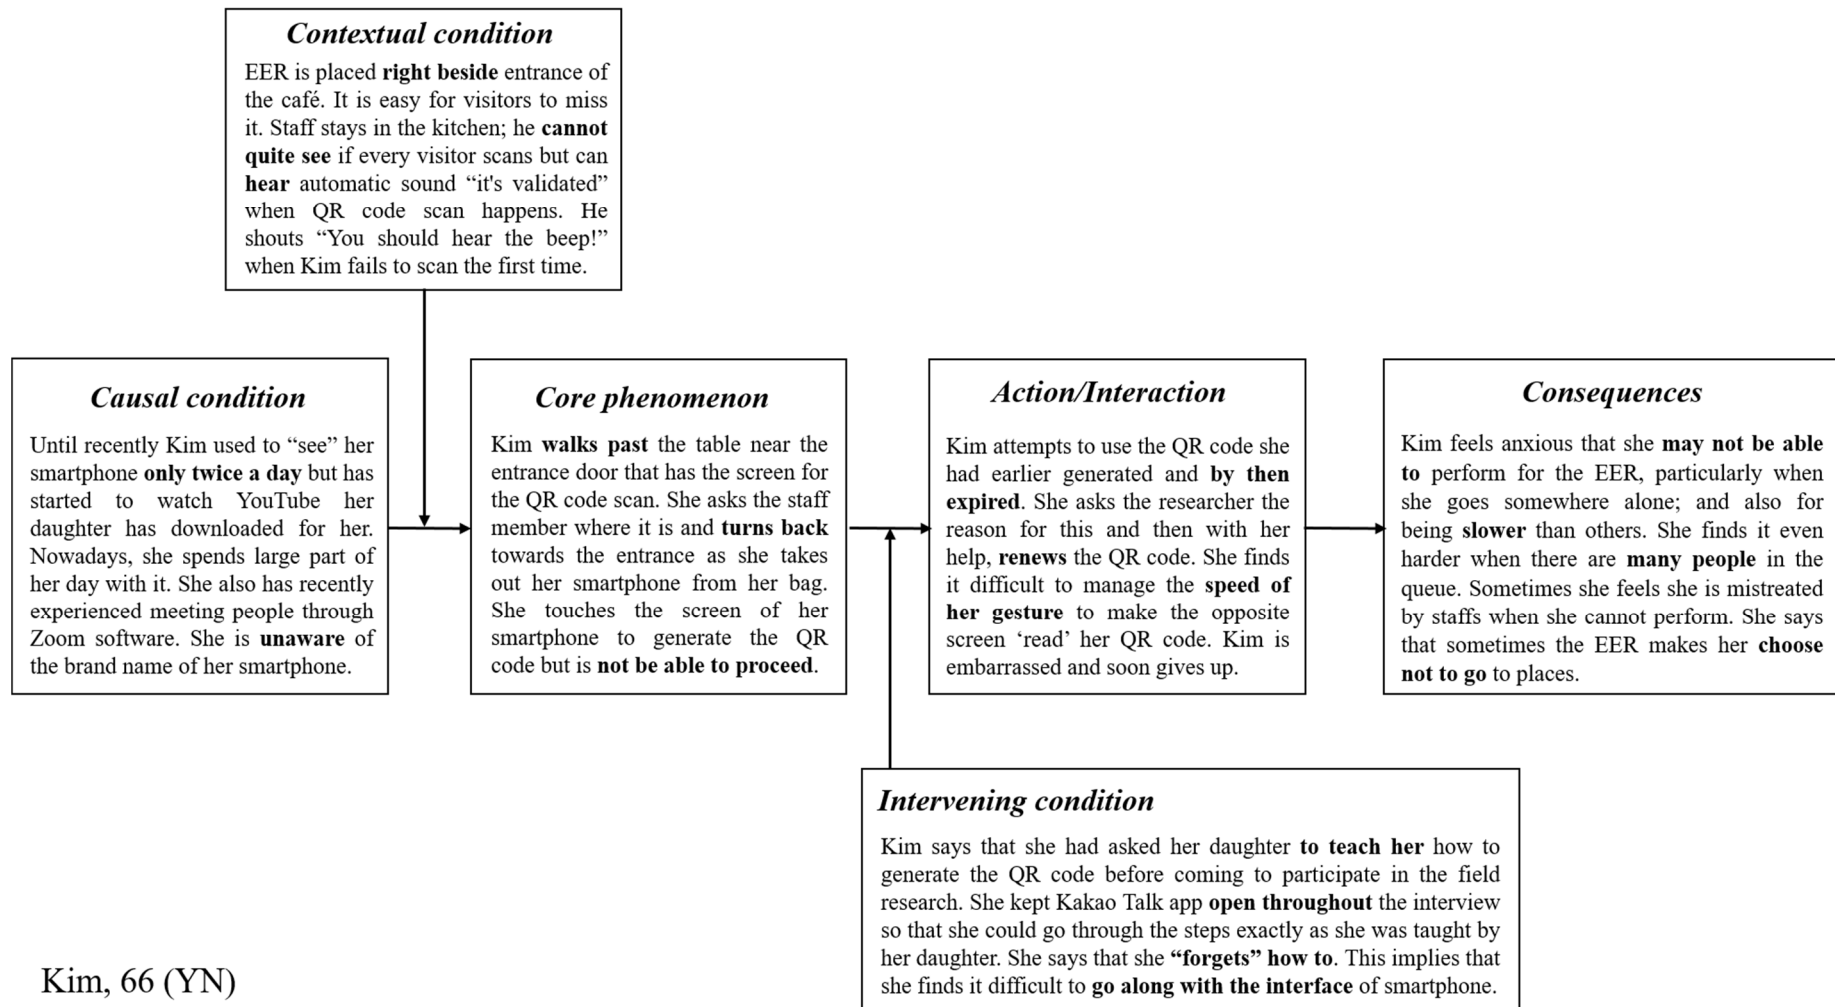 Contextual condition
EER is placed right beside entrance of
the café. It is easy for visitors to miss
it. Staff stays in the kitchen; he cannot
quite see if every visitor scans but can
hear automatic sound “it's validated”
when QR code scan happens. He
shouts “You should hear the beep!”
when Kim fails to scan the first time.
Causal condition
Until recently Kim used to “see” her
smartphone only twice a day but has
started to watch YouTube her
daughter has downloaded for her.
Nowadays, she spends large part of
her day with it. She also has recently
experienced meeting people through
Zoom software. She is unaware of
the brand name of her smartphone.
Core phenomenon
Kim walks past the table near the
entrance door that has the screen for
the QR code scan. She asks the staff
member where it is and turns back
towards the entrance as she takes
out her smartphone from her bag.
She touches the screen of her
smartphone to generate the QR
code but is not be able to proceed.
Action/Interaction
Kim attempts to use the QR code she
had earlier generated and by then
expired. She asks the researcher the
reason for this and then with her
help, renews the QR code. She finds
it difficult to manage the speed of
her gesture to make the opposite
screen ‘read’ her QR code. Kim is
embarrassed and soon gives up.
Consequences
Kim feels anxious that she may not be able
to perform for the EER, particularly when
she goes somewhere alone; and also for
being slower than others. She finds it even
harder when there are many people in the
queue. Sometimes she feels she is mistreated
by staffs when she cannot perform. She says
that sometimes the EER makes her choose
not to go to places.
Intervening condition
Kim says that she had asked her daughter to teach her how to
generate the QR code before coming to participate in the field
research. She kept Kakao Talk app open throughout the interview
so that she could go through the steps exactly as she was taught by
her daughter. She says that she “forgets” how to. This implies that
she finds it difficult to go along with the interface of smartphone.
Kim, 66 (YN)